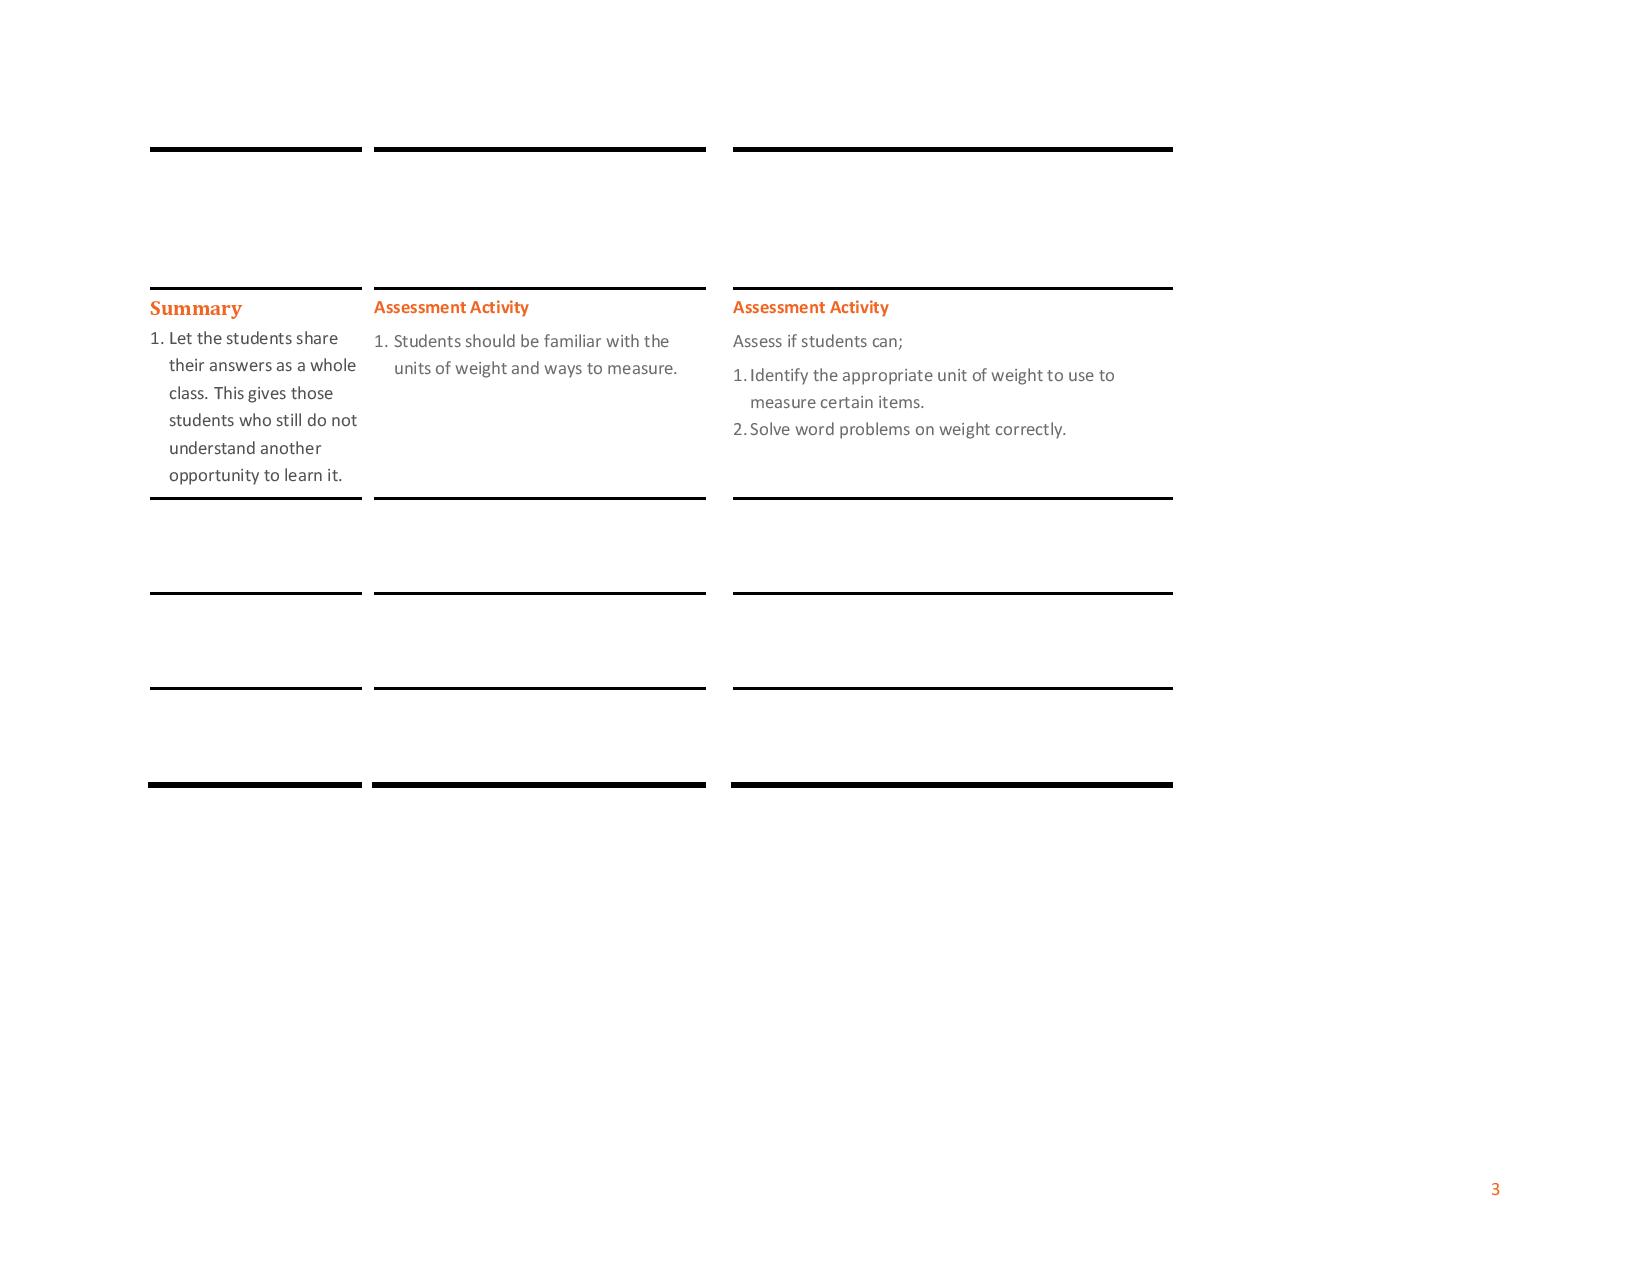 Summary
1. Let the students share
their answers as a whole
class. This gives those
students who still do not
understand another
opportunity to learn it.
Assessment Activity
1. Students should be familiar with the
units of weight and ways to measure.
Assessment Activity
Assess if students can;
1. Identify the appropriate unit of weight to use to
measure certain items.
2. Solve word problems on weight correctly.
3